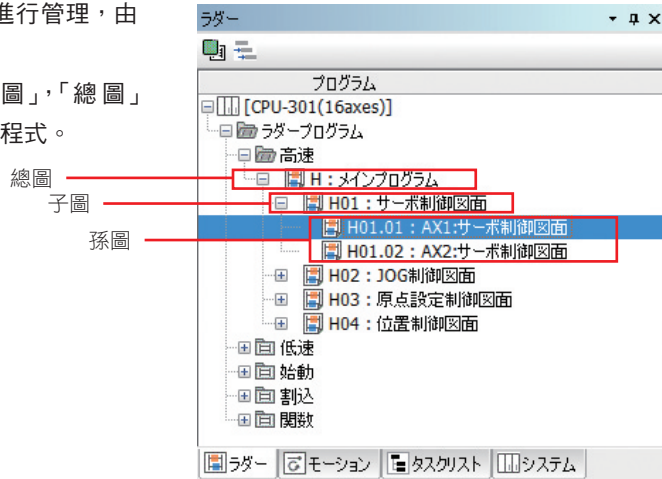 進行管理，由
圖」，「總圖」
程式。
ラダー
プログラム
[CPU-301(16axes)]
ラダープログラム
高速
總圖
H：メインプログラム
子圖
H01：サーボ制御図面
孫圖
H01.01：AX1:サーボ制御図面
H01.02：AX2:サーボ制御図面
H02：JOG制御図面
H03：原点設定制御図面
H04：位置制御図面
低速
始動
割込
関数
ラダー モーション タスクリスト システム